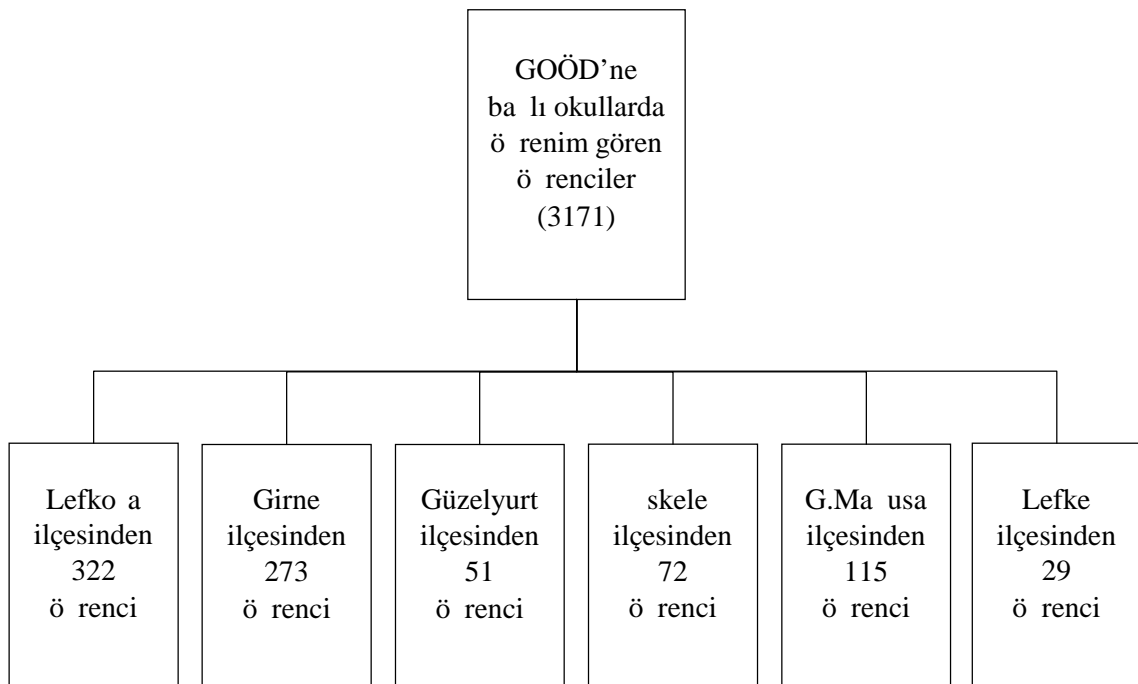 GOÖD’ne
ba lı okullarda
ö renim gören
ö renciler
(3171)
Lefko a
ilçesinden
322
ö renci
Girne
ilçesinden
273
ö renci
Güzelyurt
ilçesinden
51
ö renci
skele
ilçesinden
72
ö renci
G.Ma usa
ilçesinden
115
ö renci
Lefke
ilçesinden
29
ö renci